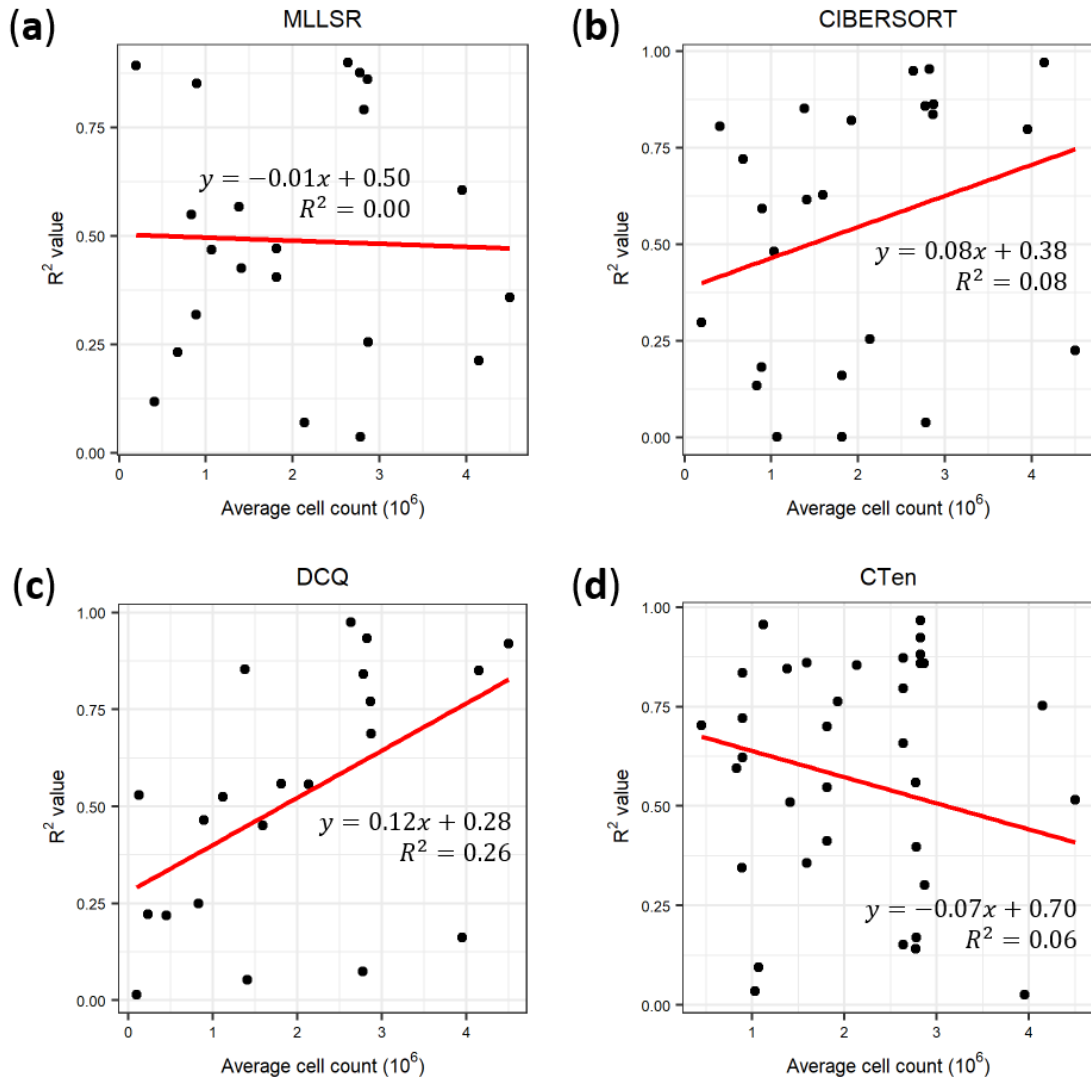 (a)
MLLSR
R² value
0.75
0.50
0.25
0.00
y = −0.01x + 0.50
R² = 0.00
0 1 2 3 4
Average cell count (10⁶)
(b)
CIBERSORT
R² value
1.00
0.75
0.50
0.25
0.00
y = 0.08x + 0.38
R² = 0.08
0 1 2 3 4
Average cell count (10⁶)
(c)
DCQ
R² value
1.00
0.75
0.50
0.25
0.00
y = 0.12x + 0.28
R² = 0.26
0 1 2 3 4
Average cell count (10⁶)
(d)
CTen
R² value
1.00
0.75
0.50
0.25
0.00
y = −0.07x + 0.70
R² = 0.06
1 2 3 4
Average cell count (10⁶)